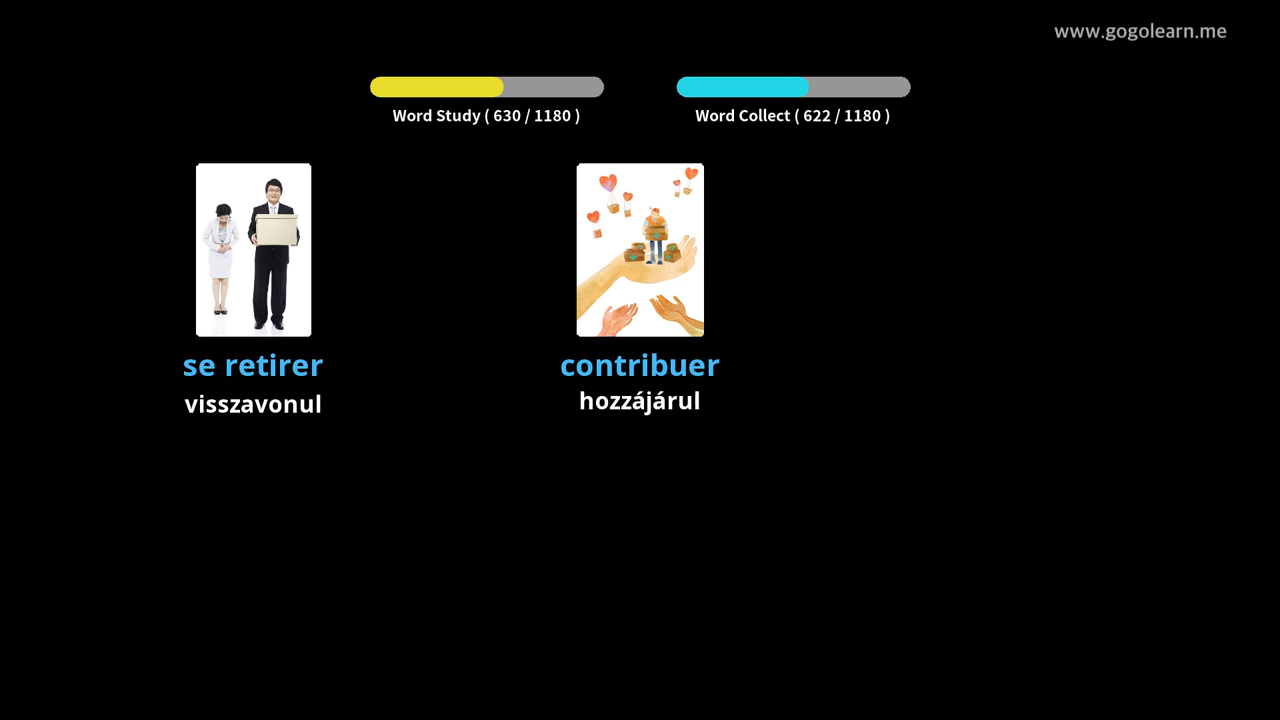 www.gogolearn.me
Word Study ( 630 / 1180 )
Word Collect ( 622 / 1180 )
se retirer
visszavonul
contribuer
hozzájárul